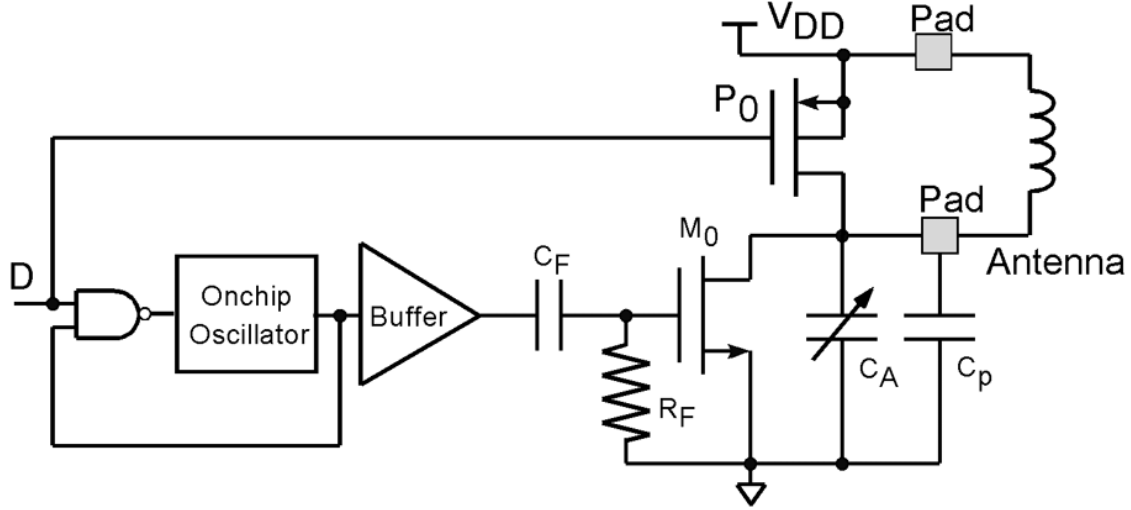 VDD
Pad
P0
Pad
D
M0
CF
Antenna
Onchip
Oscillator
Buffer
RF
CA
Cp